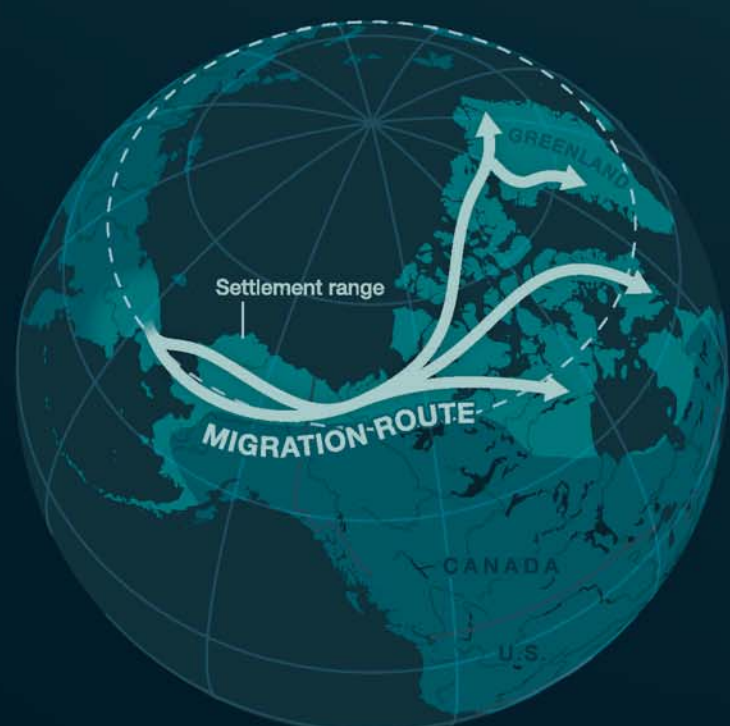 GREENLAND
Settlement range
MIGRATION ROUTE
CANADA
U.S.